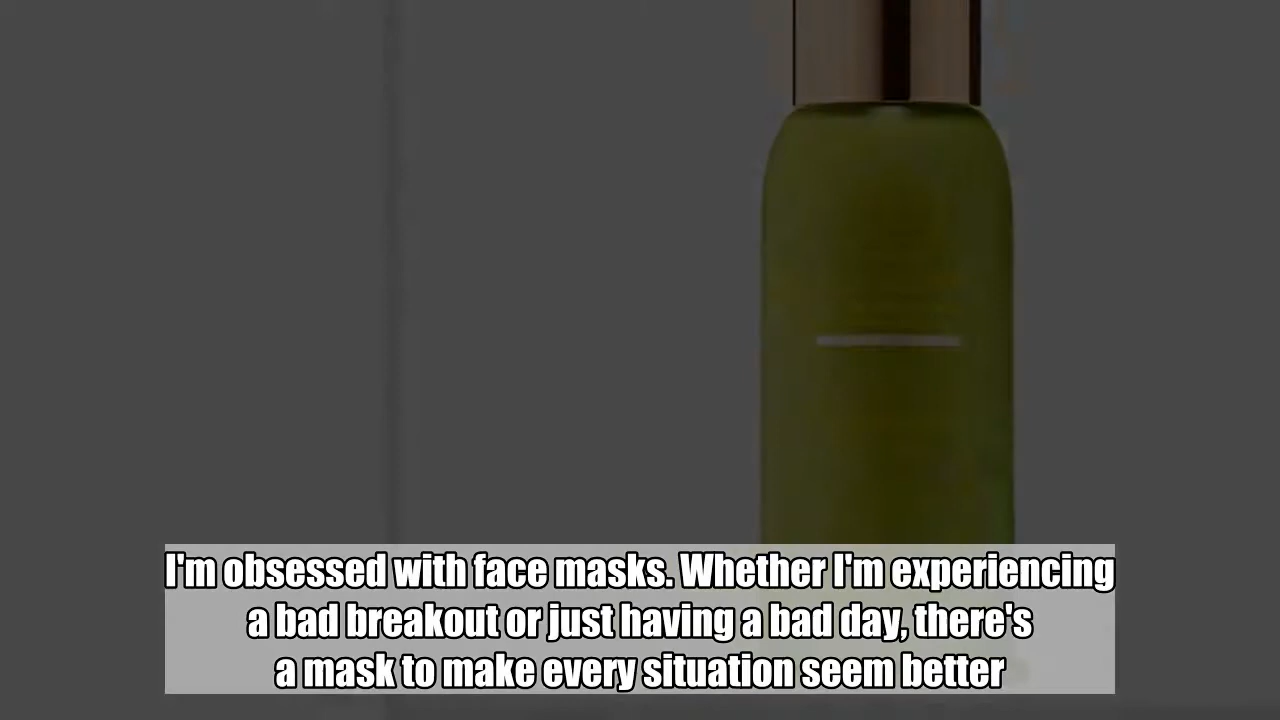 I'm obsessed with face masks. Whether I'm experiencing
a bad breakout or just having a bad day, there's
a mask to make every situation seem better